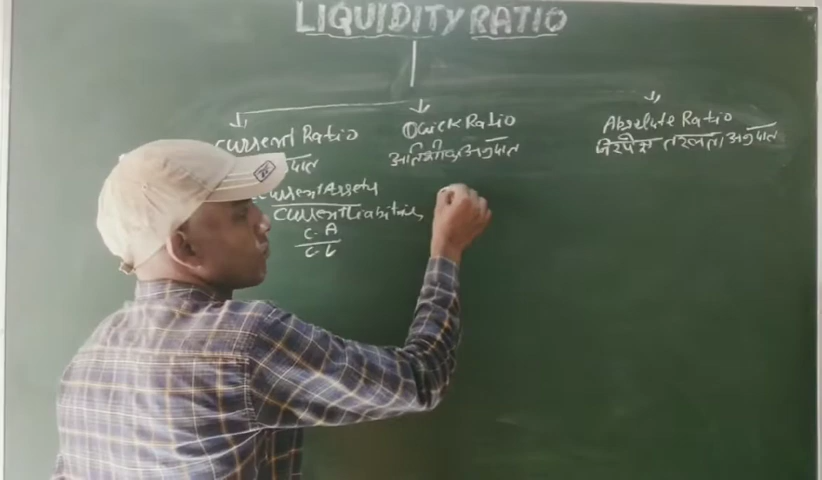 LIQUIDITY RATIO
Current Ratio
Quick Ratio
अतिशीघ्र अनुपात
Absolute Ratio
निरपेक्ष तरलता अनुपात
पात
Current Assets
Current Liabilities
C. A
C. L